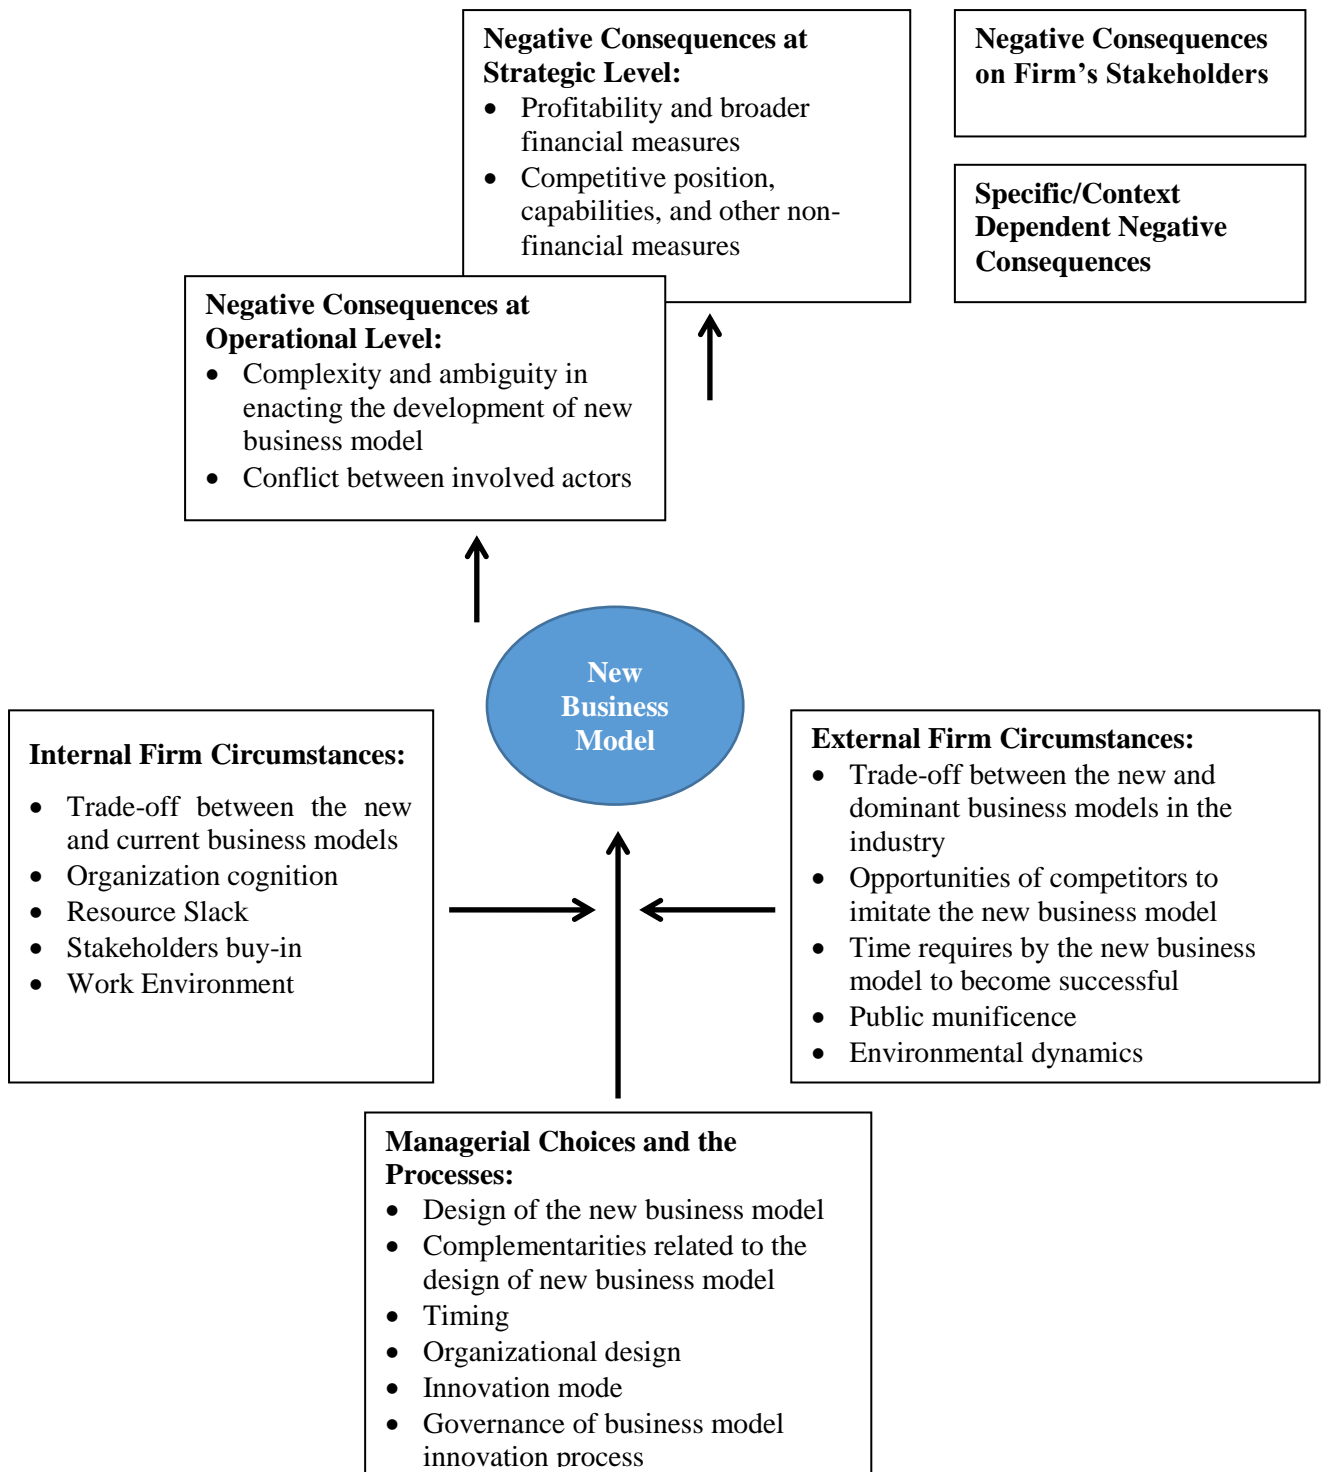 Negative Consequences at
Strategic Level:
• Profitability and broader
financial measures
• Competitive position,
capabilities, and other non-
financial measures
Negative Consequences
on Firm’s Stakeholders
Specific/Context
Dependent Negative
Consequences
Negative Consequences at
Operational Level:
• Complexity and ambiguity in
enacting the development of new
business model
• Conflict between involved actors
New
Business
Model
Internal Firm Circumstances:
• Trade-off between the new
and current business models
• Organization cognition
• Resource Slack
• Stakeholders buy-in
• Work Environment
External Firm Circumstances:
• Trade-off between the new and
dominant business models in the
industry
• Opportunities of competitors to
imitate the new business model
• Time requires by the new business
model to become successful
• Public munificence
• Environmental dynamics
Managerial Choices and the
Processes:
• Design of the new business model
• Complementarities related to the
design of new business model
• Timing
• Organizational design
• Innovation mode
• Governance of business model
innovation process